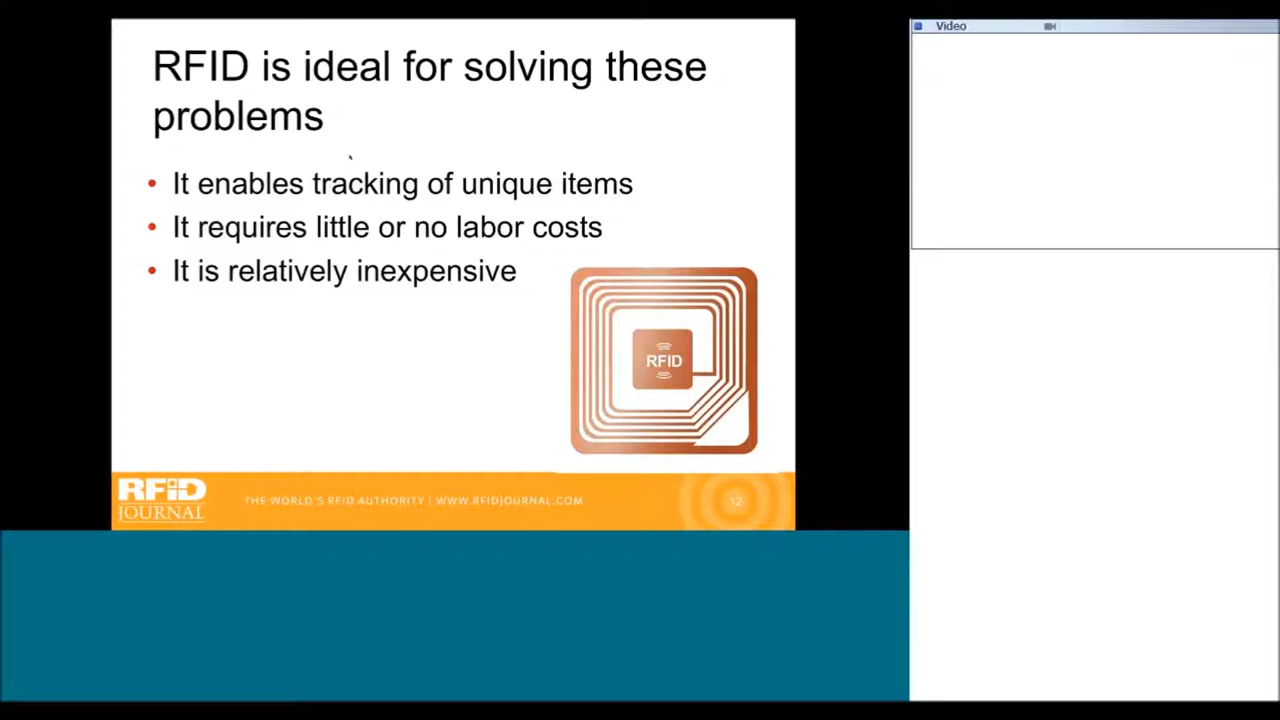 Video
RFID is ideal for solving these
problems
• It enables tracking of unique items
• It requires little or no labor costs
• It is relatively inexpensive
RFID
RFID
JOURNAL
THE WORLD'S RFID AUTHORITY | WWW.RFIDJOURNAL.COM
12